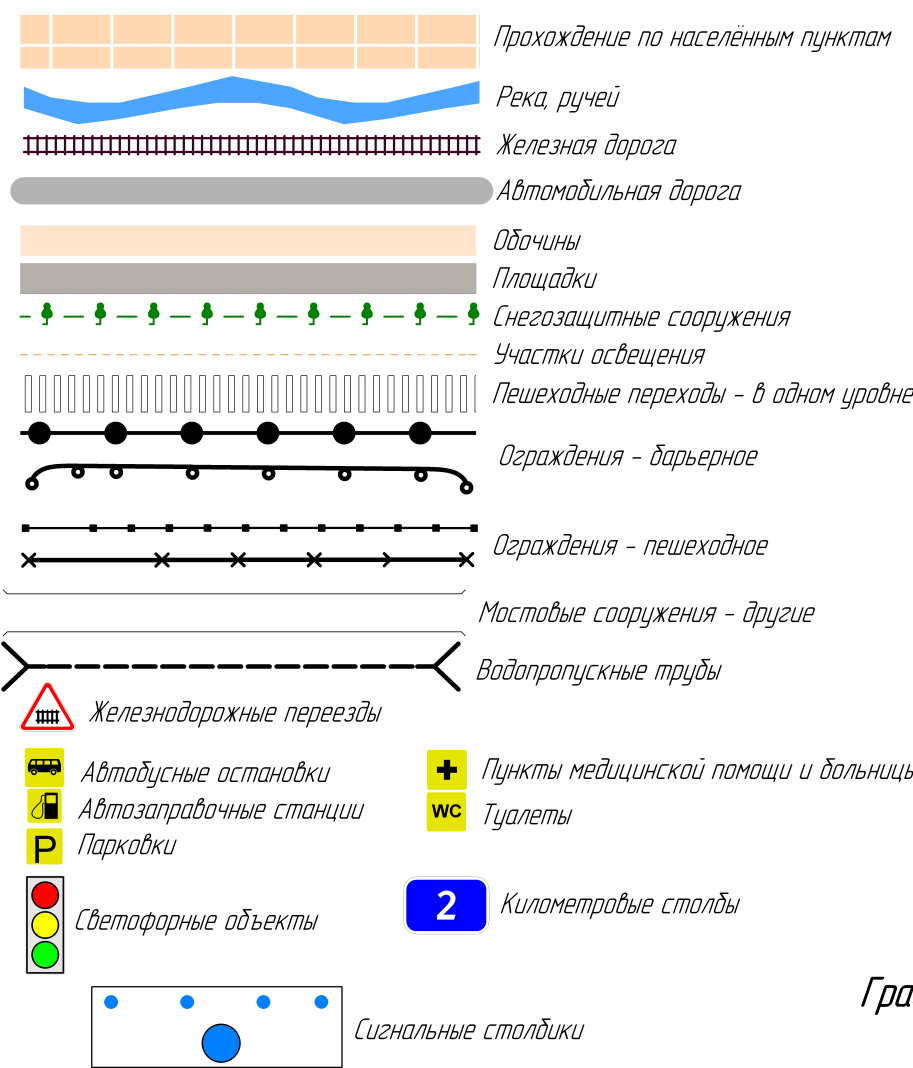 Прохождение по населённым пунктам
Река, ручей
Железная дорога
Автомобильная дорога
Обочины
Площадки
Снегозащитные сооружения
Участки освещения
Пешеходные переходы - в одном уровне
Ограждения - барьерное
Ограждения - пешеходное
Мостовые сооружения - другие
Водопропускные трубы
Железнодорожные переезды
Автобусные остановки
Пункты медицинской помощи и больницы
Автозаправочные станции
WC Туалеты
P Парковки
2 Километровые столбы
Светофорные объекты
Гра
Сигнальные столбики